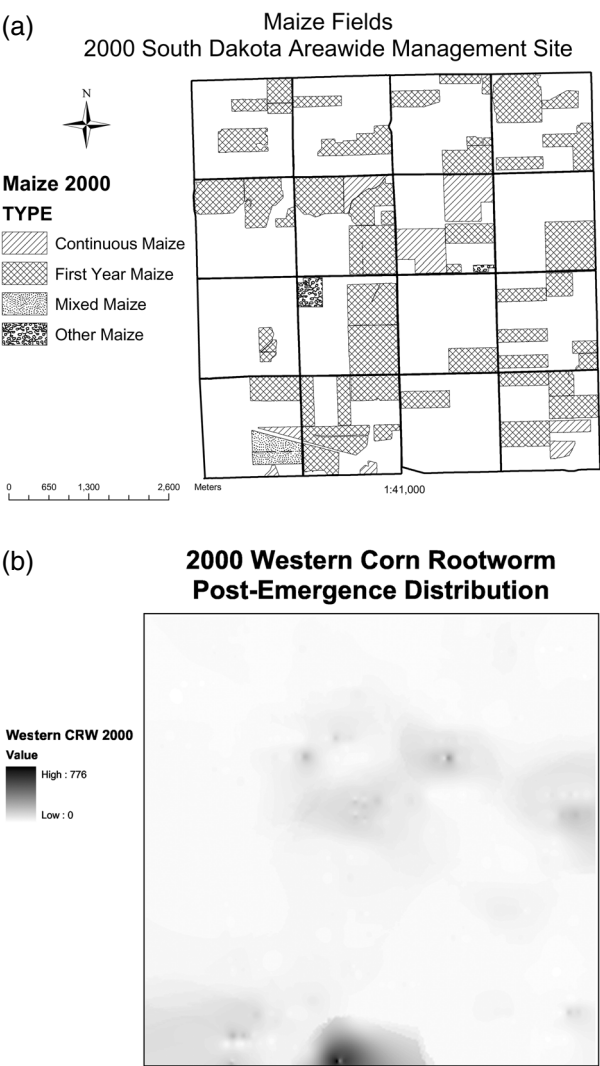 (a)
Maize Fields
2000 South Dakota Areawide Management Site
N
Maize 2000
TYPE
Continuous Maize
First Year Maize
Mixed Maize
Other Maize
0 650 1,300 2,600 Meters
1:41,000
(b)
2000 Western Corn Rootworm
Post-Emergence Distribution
Western CRW 2000
Value
High : 776
Low : 0